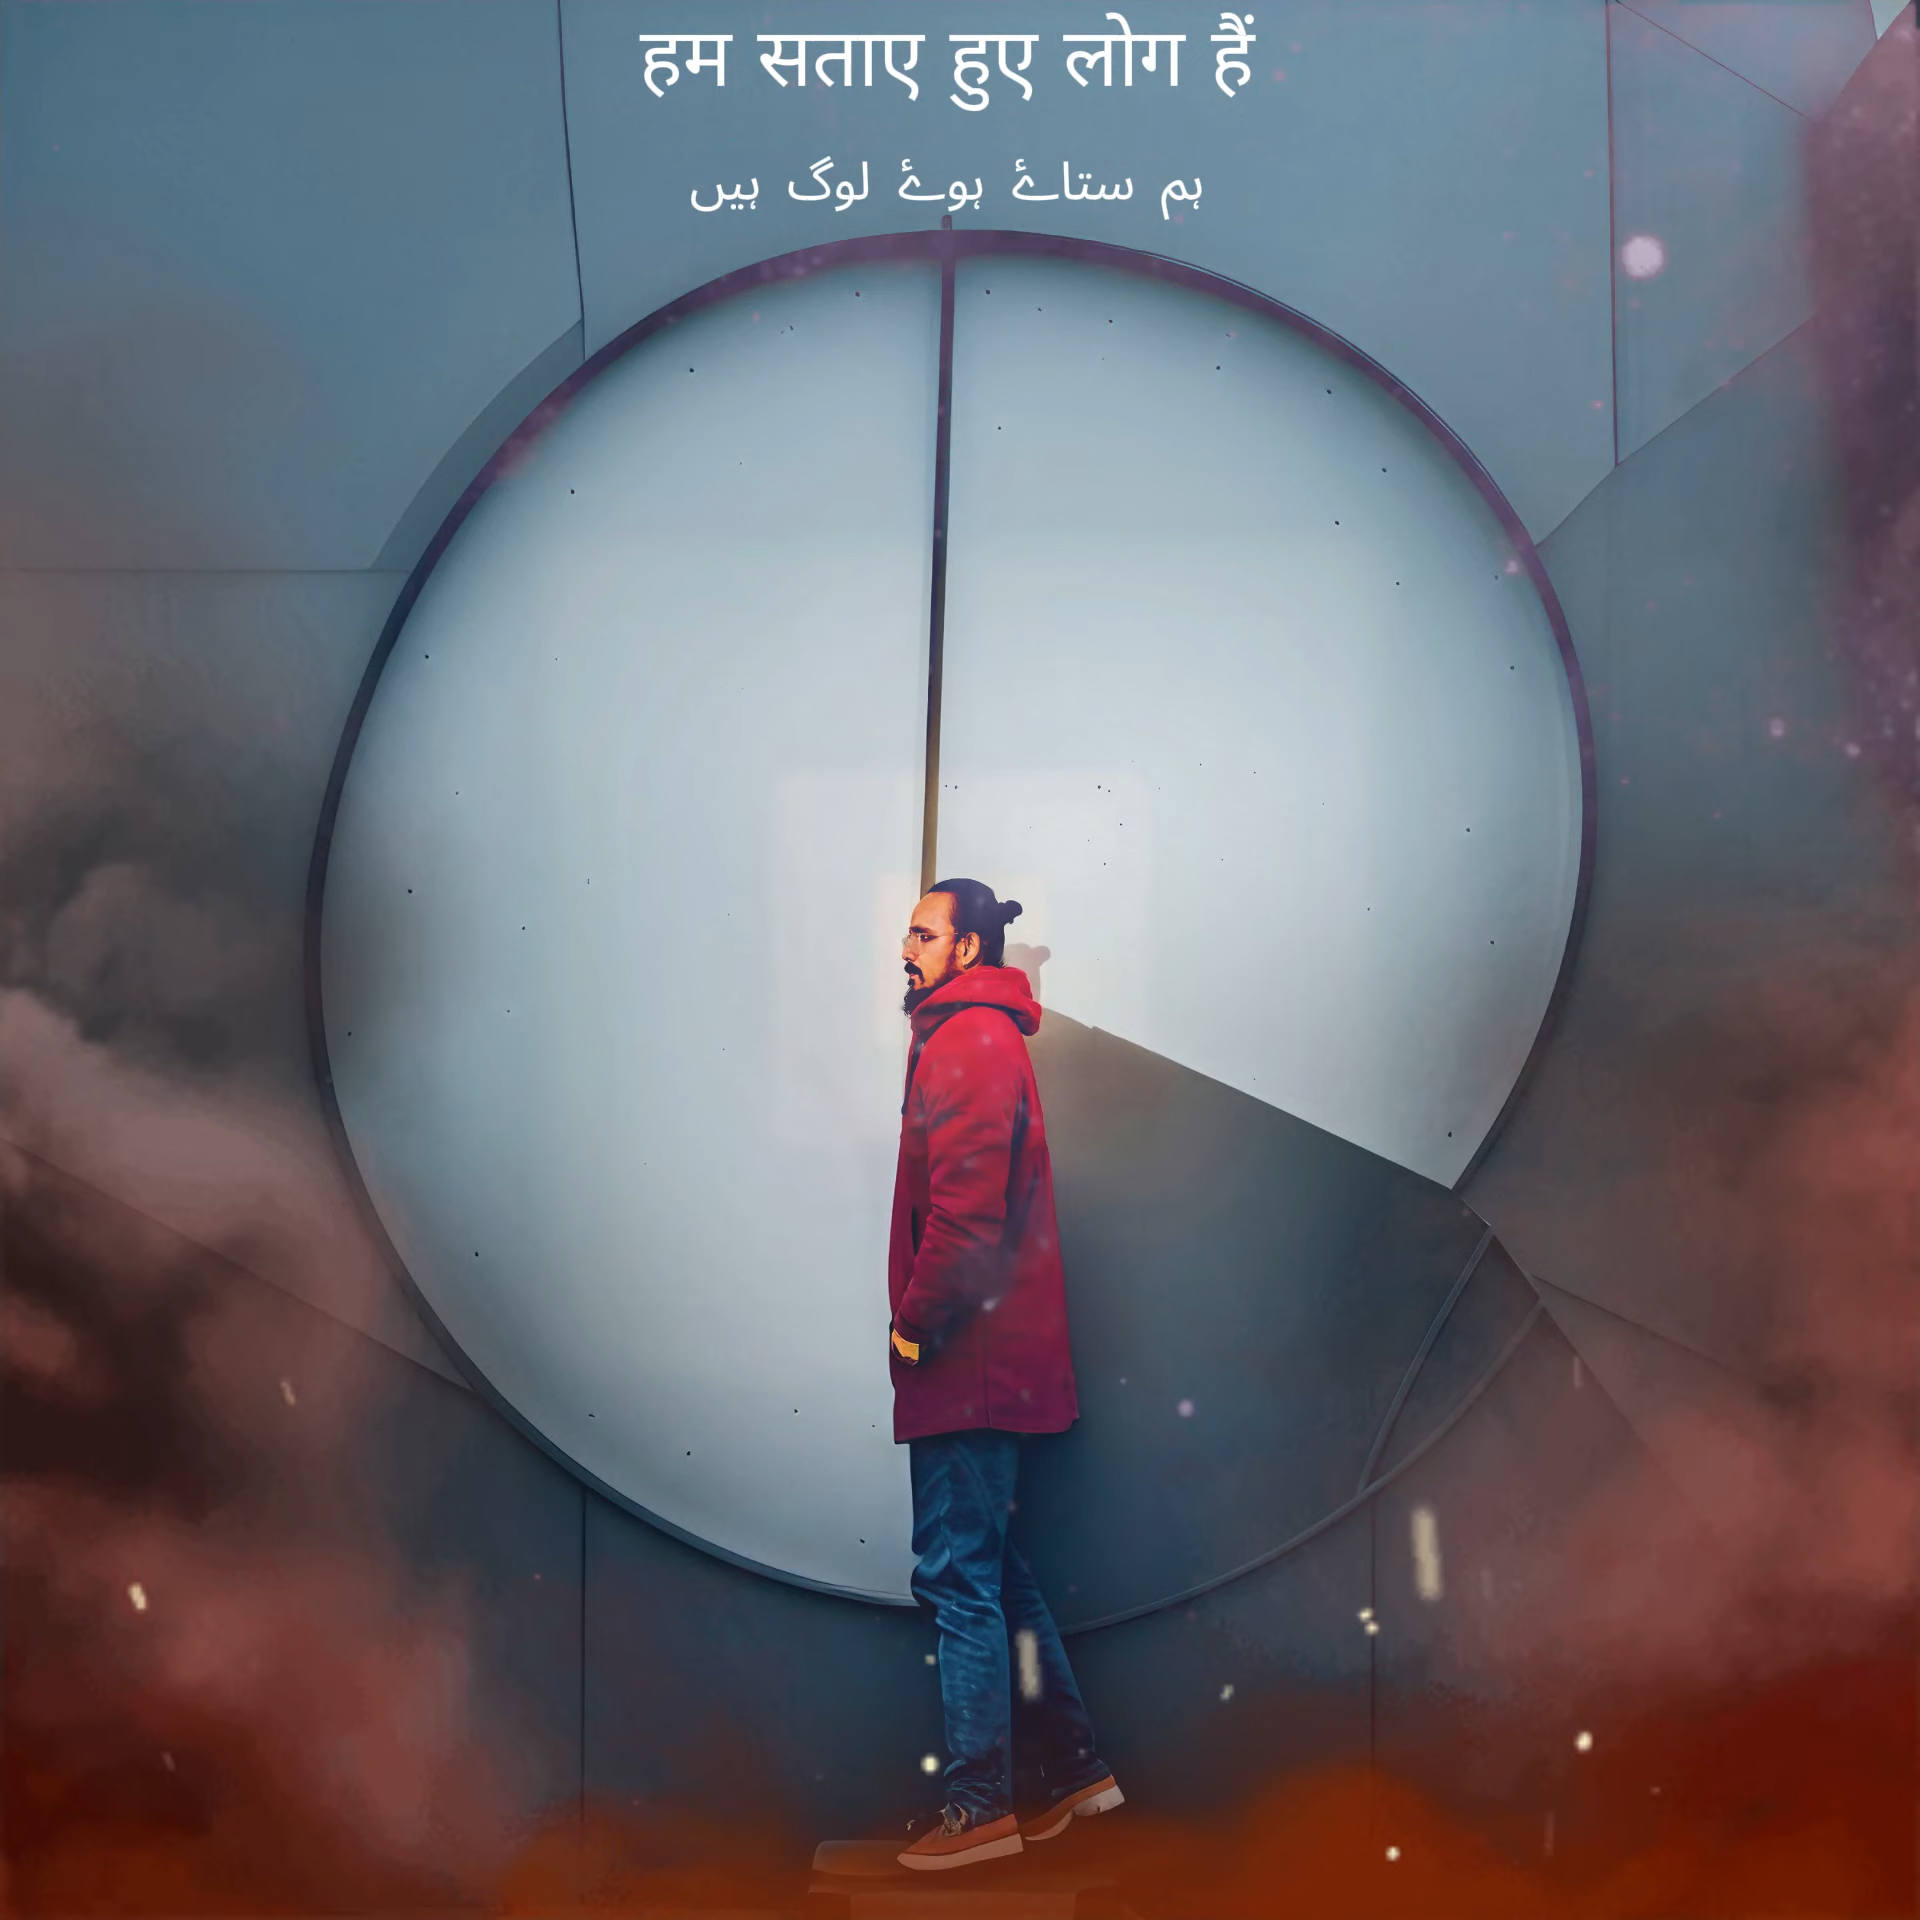 हम सताए हुए लोग हैं
ہم ستائے ہوئے لوگ ہیں